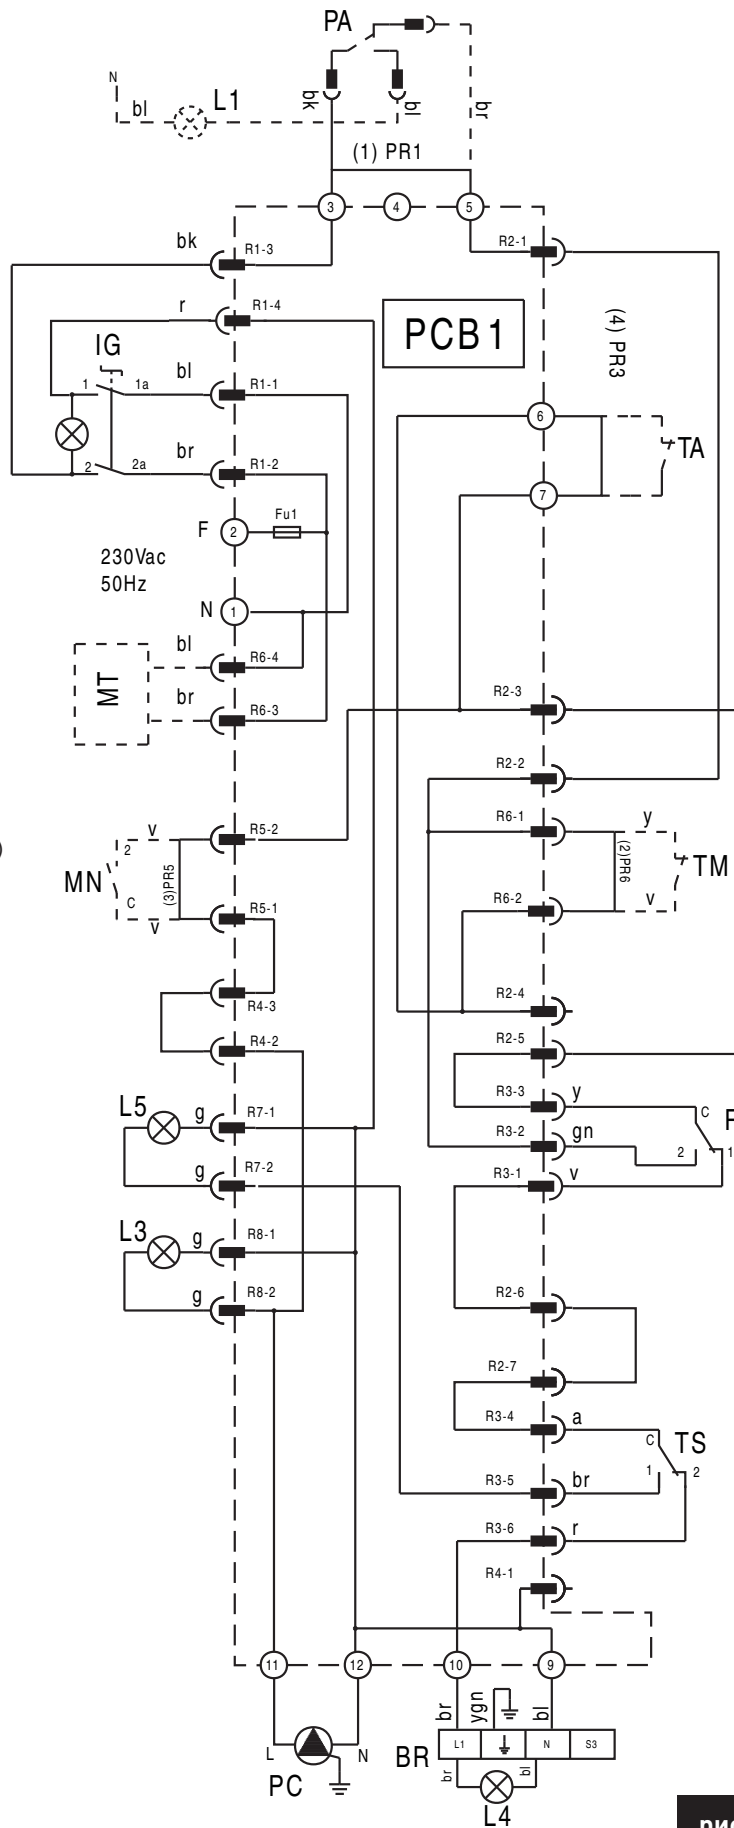 PA
N
bl
L1
bk
bl
br
(1) PR1
3
4
5
bk
R1-3
R2-1
r
R1-4
PCB1
(4) PR3
IG
1
1a
bl
R1-1
6
TA
2
2a
br
R1-2
7
F
2
Fu1
230Vac
50Hz
N
1
bl
R6-4
MT
br
R6-3
R2-3
R2-2
v
R5-2
R6-1
y
2
)
MN
(3)PR5
(2)PR6
TM
C
v
R5-1
R6-2
v
R4-3
R2-4
R4-2
R2-5
L5
g
R7-1
R3-3
y
C
R3-2
gn
2
1
g
R7-2
R3-1
v
L3
g
R8-1
g
R8-2
R2-6
R2-7
R3-4
a
C
TS
1
2
R3-5
br
R3-6
r
R4-1
11
12
10
9
br
ygn
bl
L
N
PC
BR
L1
N
S3
br
bl
L4